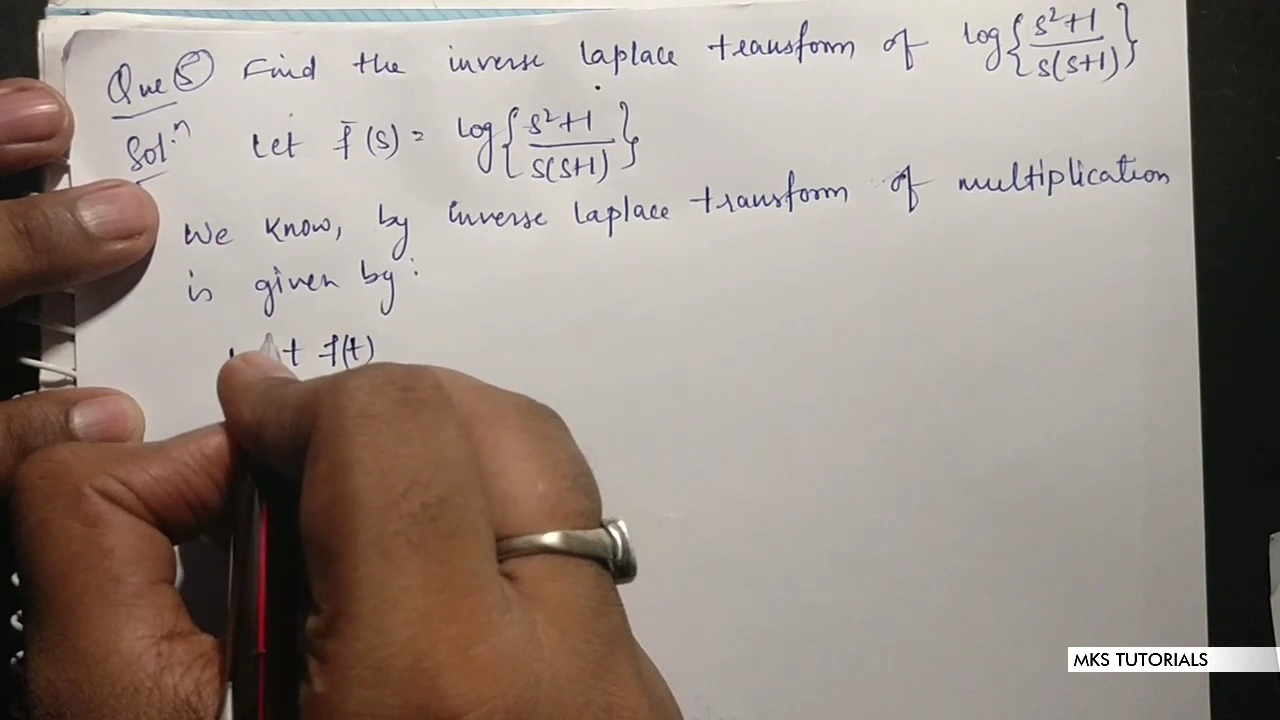 Que 5 Find the inverse laplace transform of log{s²+1/s(s+1)}
Sol.n Let f̄(s) = log{s²+1/s(s+1)}
We know, by inverse laplace transform of multiplication
is given by:
t f(t)
MKS TUTORIALS